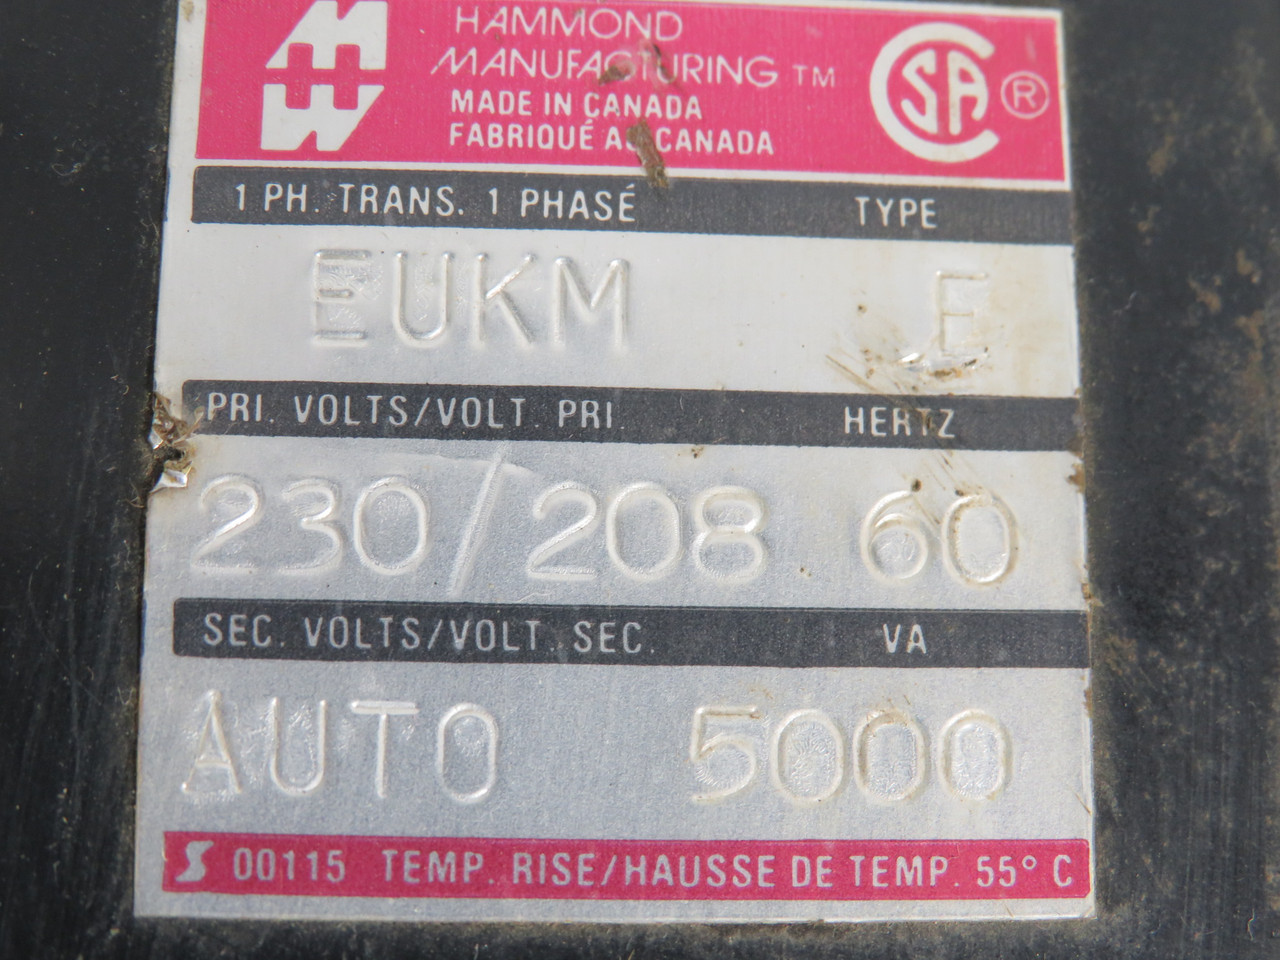 HAMMOND
MANUFACTURING TM
MADE IN CANADA
FABRIQUÉ AU CANADA
CSA ®
1 PH. TRANS. 1 PHASÉ TYPE
EUKM E
PRI. VOLTS/VOLT PRI. HERTZ
230/208 60
SEC. VOLTS/VOLT. SEC. VA
AUTO 5000
S 00115 TEMP. RISE/HAUSSE DE TEMP. 55° C